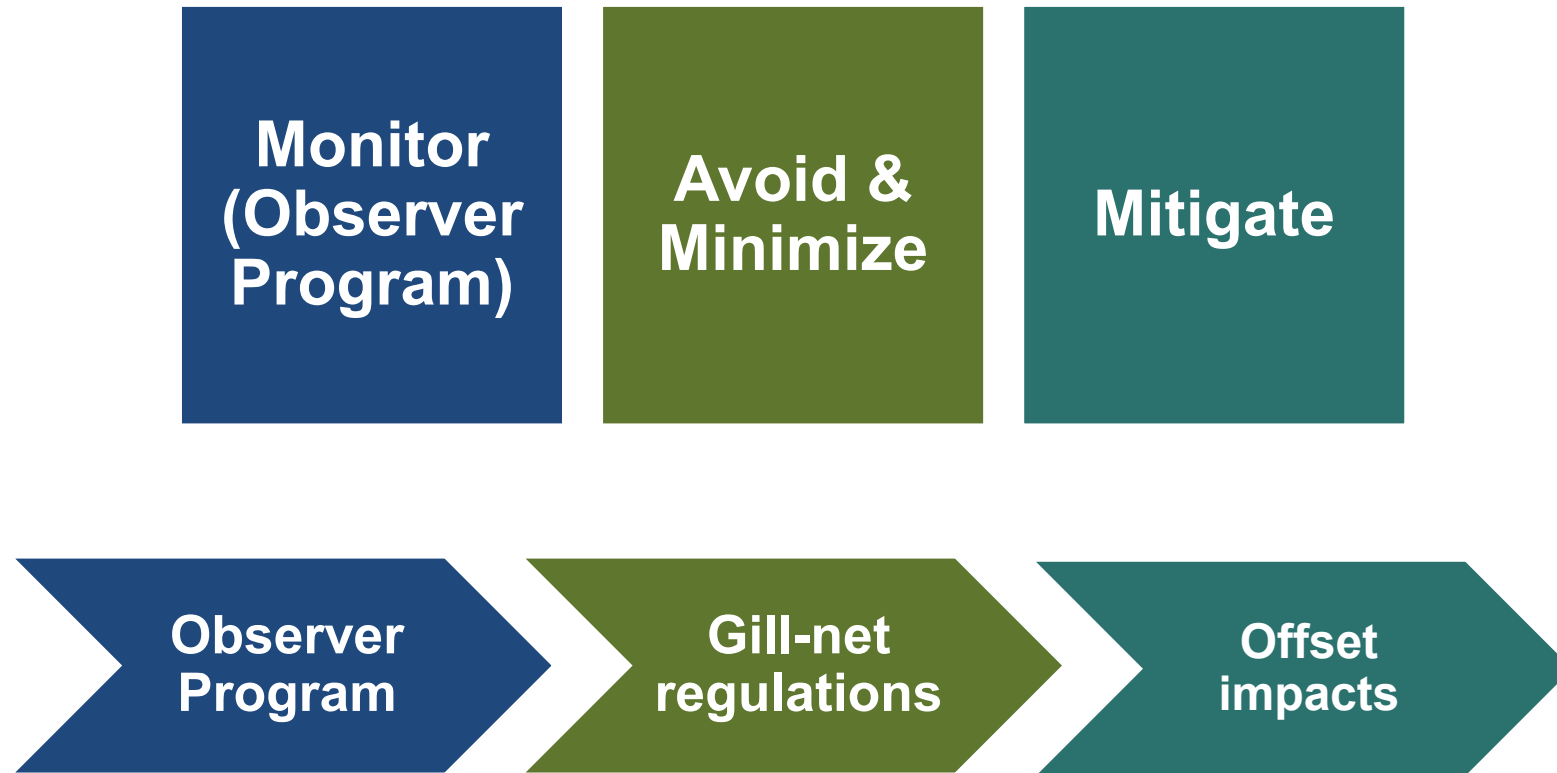 Monitor
(Observer
Program)
Avoid &
Minimize
Mitigate
Observer
Program
Gill-net
regulations
Offset
impacts